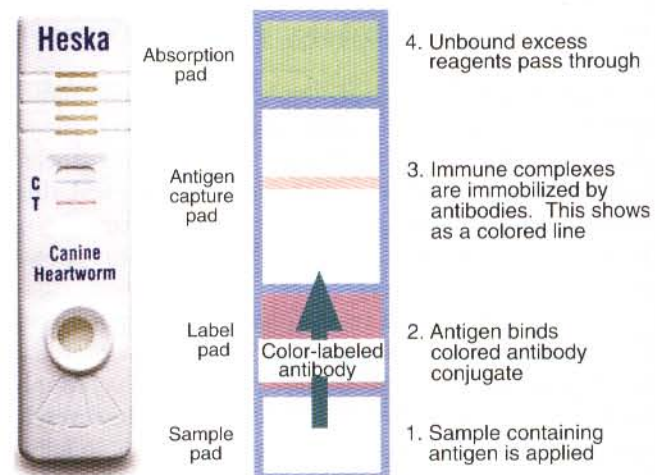 Heska
C
T
Canine
Heartworm
Absorption
pad
Antigen
capture
pad
Label
pad
Sample
pad
Color-labeled
antibody
4. Unbound excess
reagents pass through
3. Immune complexes
are immobilized by
antibodies. This shows
as a colored line
2. Antigen binds
colored antibody
conjugate
1. Sample containing
antigen is applied